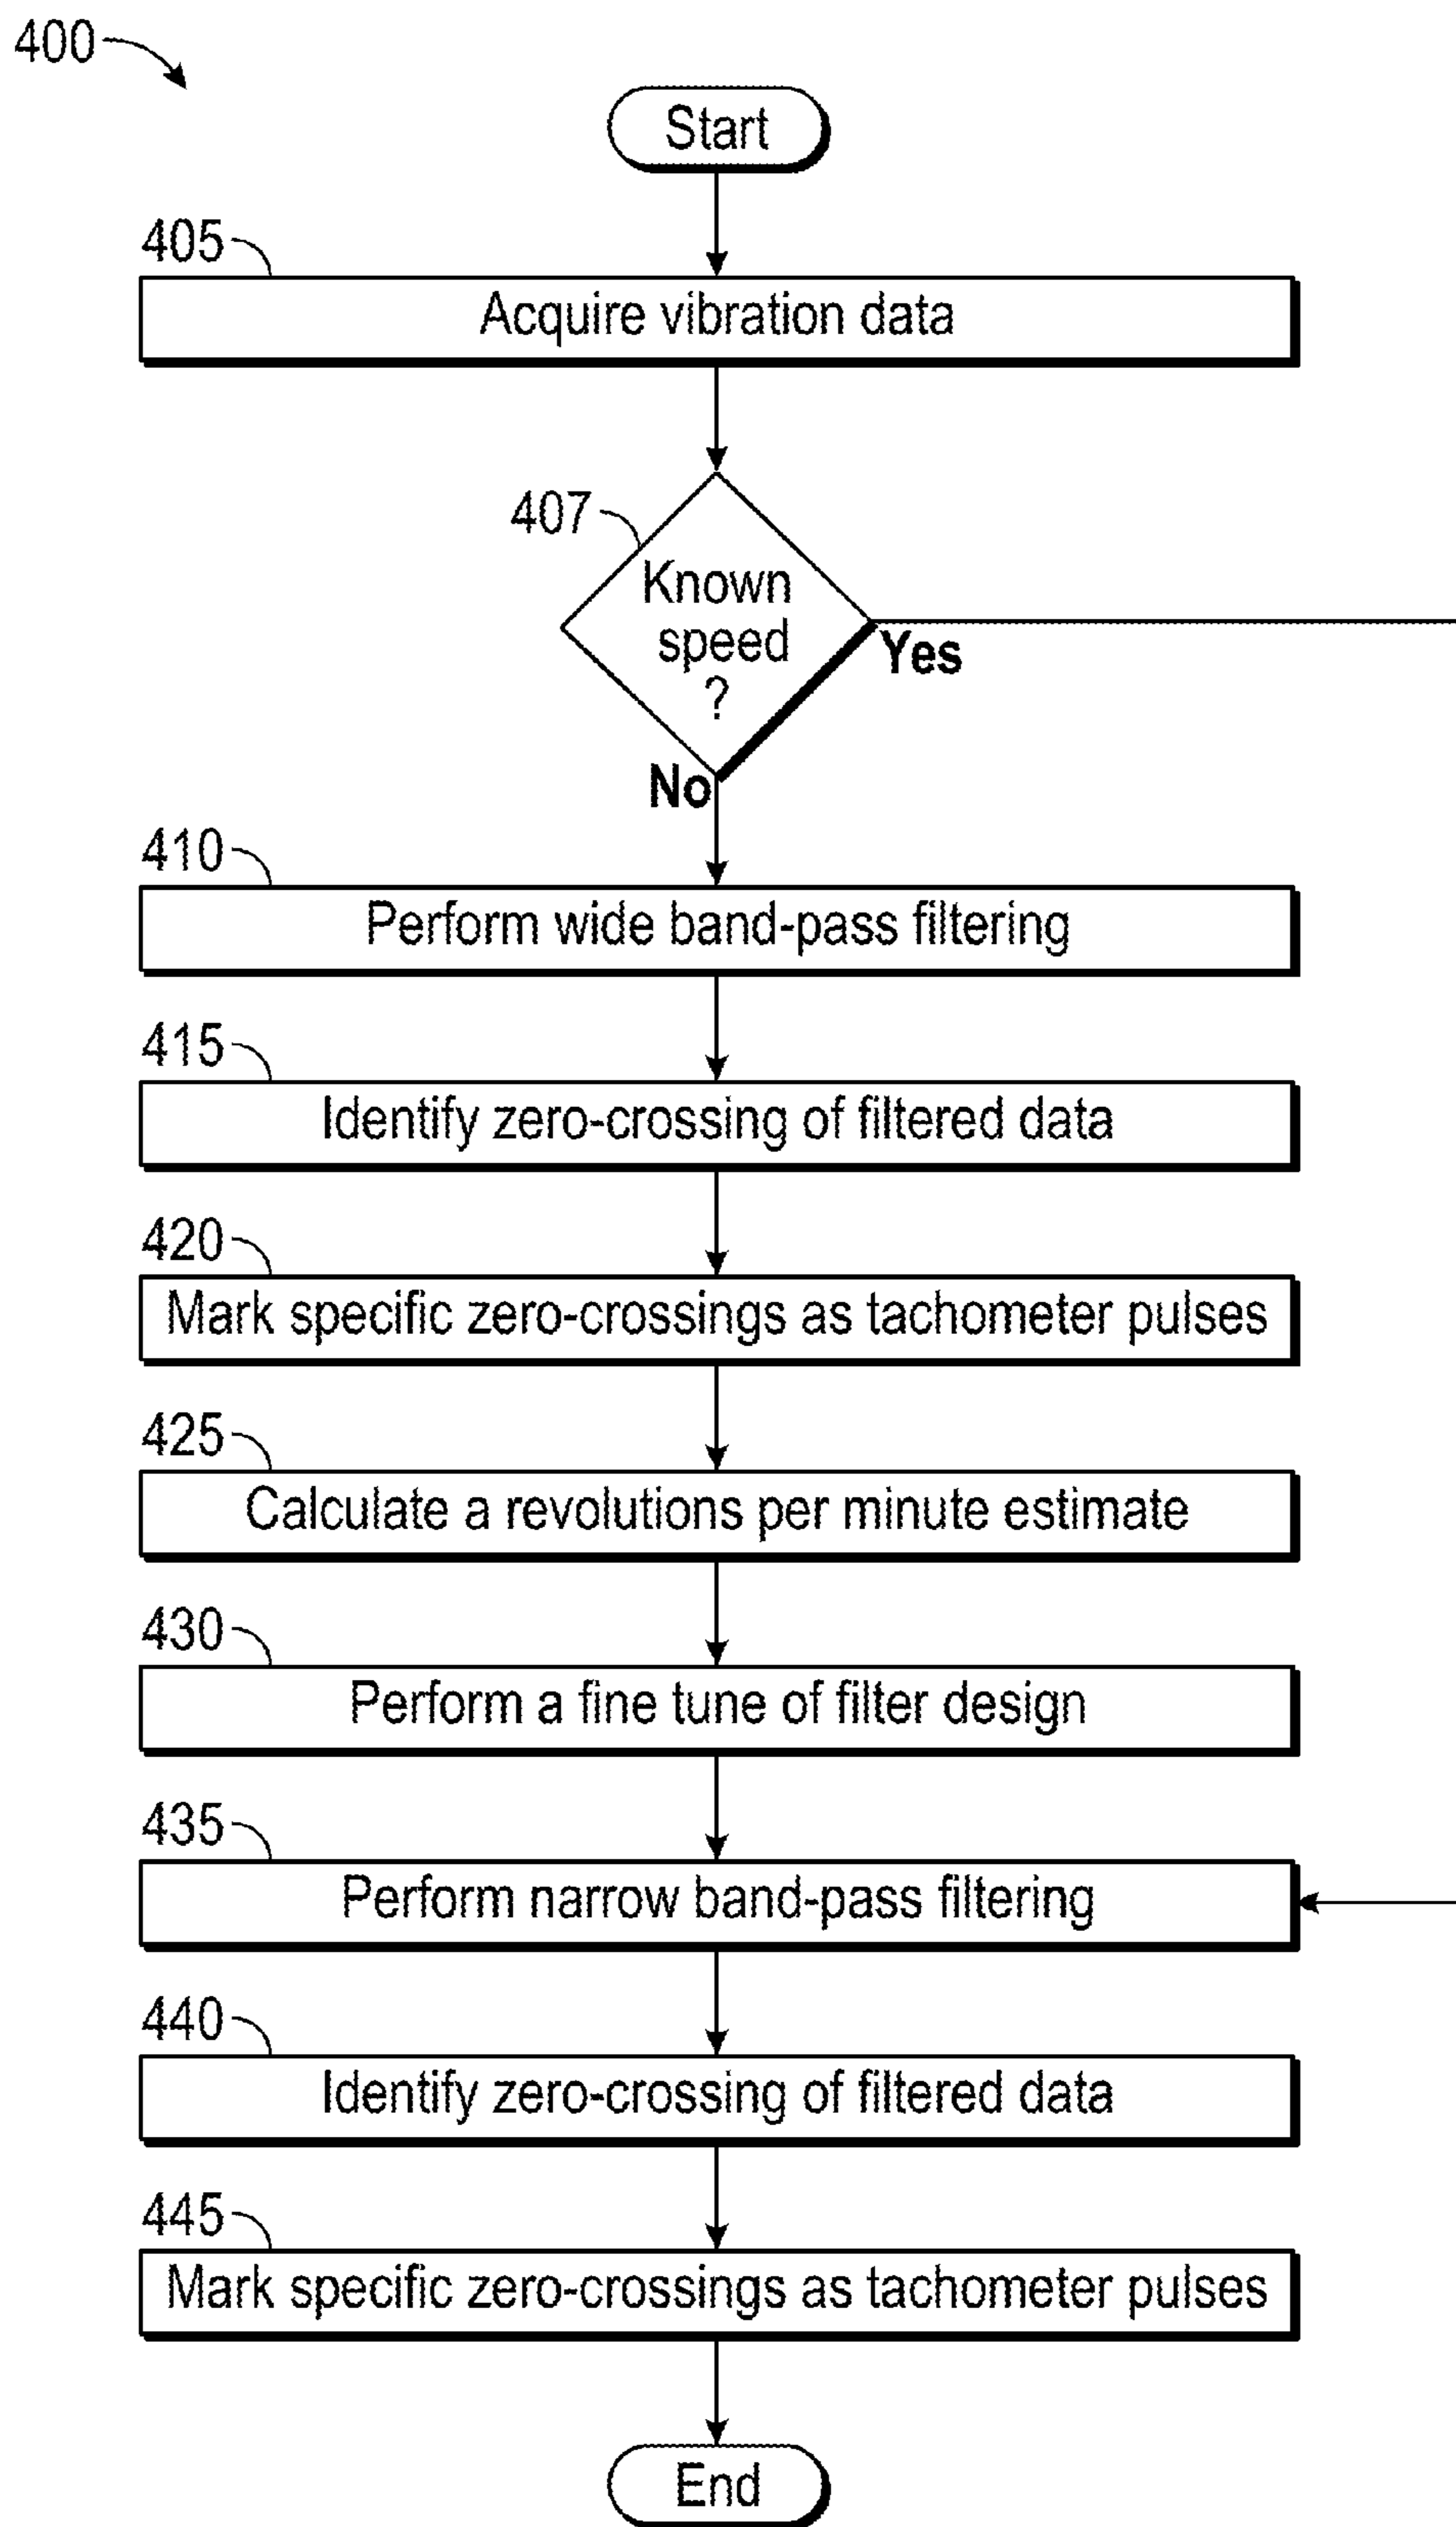 400
Start
405
Acquire vibration data
407
Known
speed
?
Yes
No
410
Perform wide band-pass filtering
415
Identify zero-crossing of filtered data
420
Mark specific zero-crossings as tachometer pulses
425
Calculate a revolutions per minute estimate
430
Perform a fine tune of filter design
435
Perform narrow band-pass filtering
440
Identify zero-crossing of filtered data
445
Mark specific zero-crossings as tachometer pulses
End